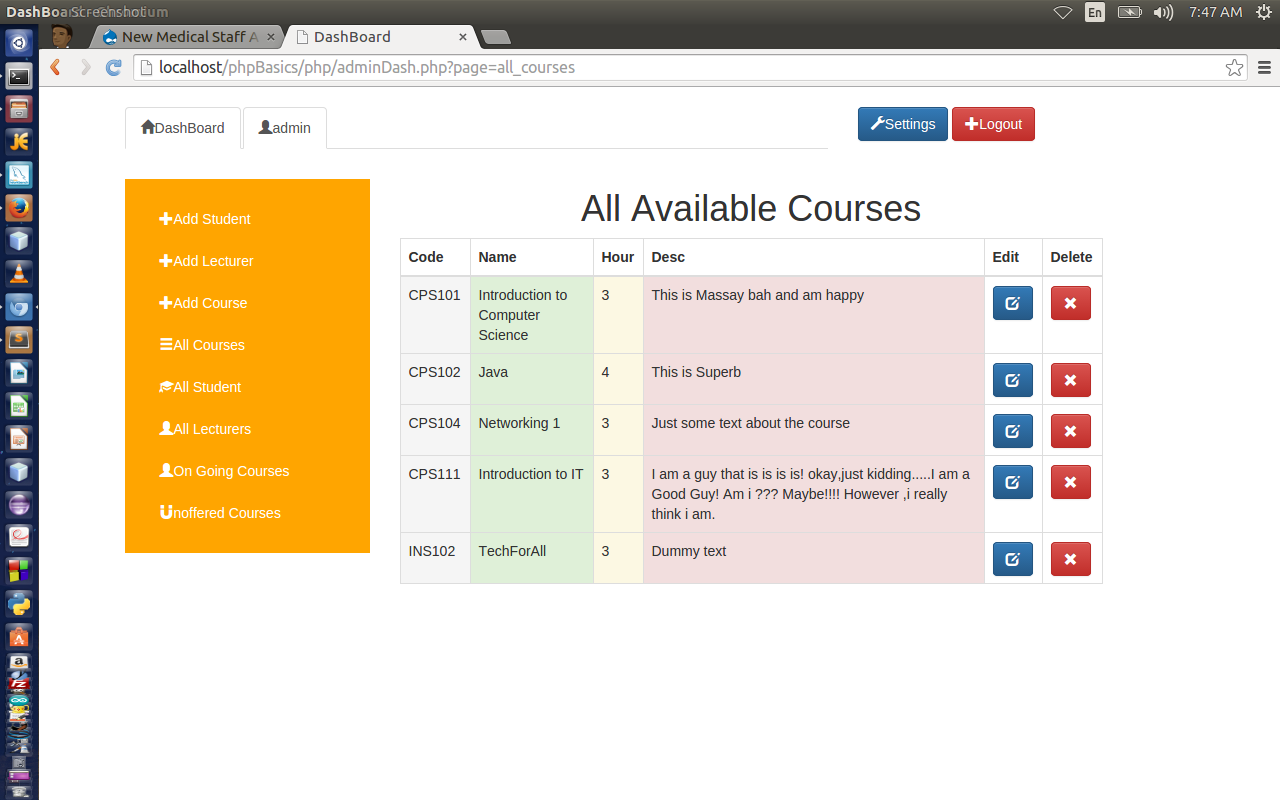 DashBoard
En
7:47 AM
New Medical Staff A
DashBoard
localhost/phpBasics/php/adminDash.php?page=all_courses
DashBoard
admin
Settings
Logout
Add Student
Add Lecturer
Add Course
All Courses
All Student
All Lecturers
On Going Courses
noffered Courses
All Available Courses
Code Name Hour Desc Edit Delete
CPS101 Introduction to 3 This is Massay bah and am happy
Computer
Science
CPS102 Java 4 This is Superb
CPS104 Networking 1 3 Just some text about the course
CPS111 Introduction to IT 3 I am a guy that is is is is! okay,just kidding.....I am a
Good Guy! Am i ??? Maybe!!!! However ,i really
think i am.
INS102 TechForAll 3 Dummy text